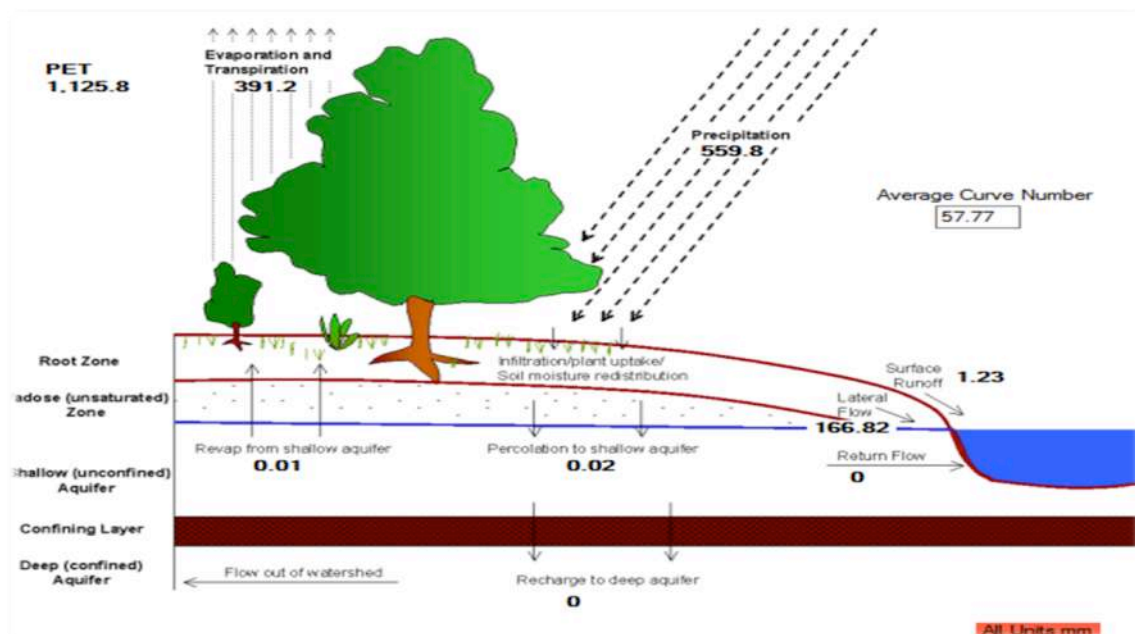 PET
1,125.8
Evaporation and
Transpiration
391.2
Precipitation
559.8
Average Curve Number
57.77
Root Zone
Infiltration/plant uptake/
Soil moisture redistribution
Surface
Runoff
1.23
adose (unsaturated)
Zone
Lateral
Flow
166.82
Revap from shallow aquifer
0.01
Percolation to shallow aquifer
0.02
Return Flow
0
hallow (unconfined)
Aquifer
Confining Layer
Deep (confined)
Aquifer
Flow out of watershed
Recharge to deep aquifer
0
All Units mm